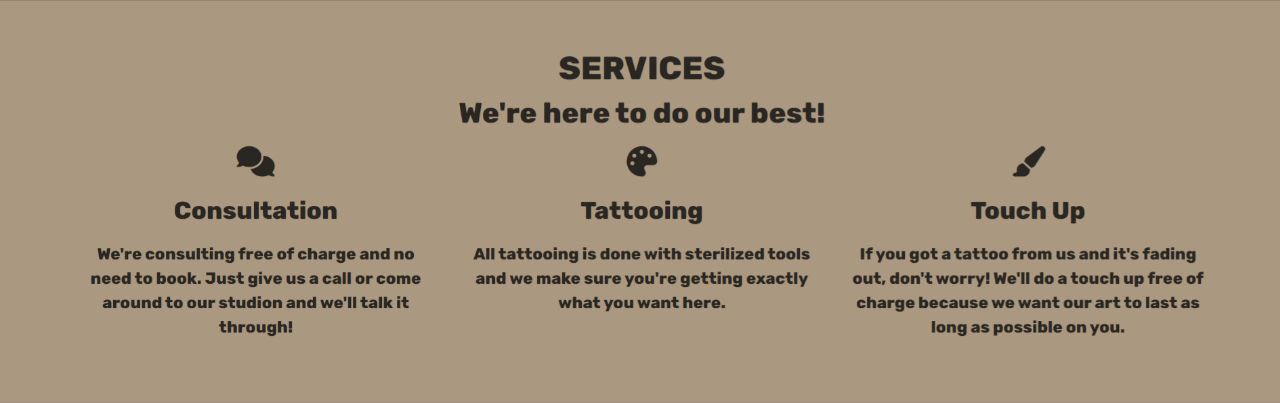 SERVICES
We're here to do our best!
Consultation
We're consulting free of charge and no
need to book. Just give us a call or come
around to our studion and we'll talk it
through!
Tattooing
All tattooing is done with sterilized tools
and we make sure you're getting exactly
what you want here.
Touch Up
If you got a tattoo from us and it's fading
out, don't worry! We'll do a touch up free of
charge because we want our art to last as
long as possible on you.